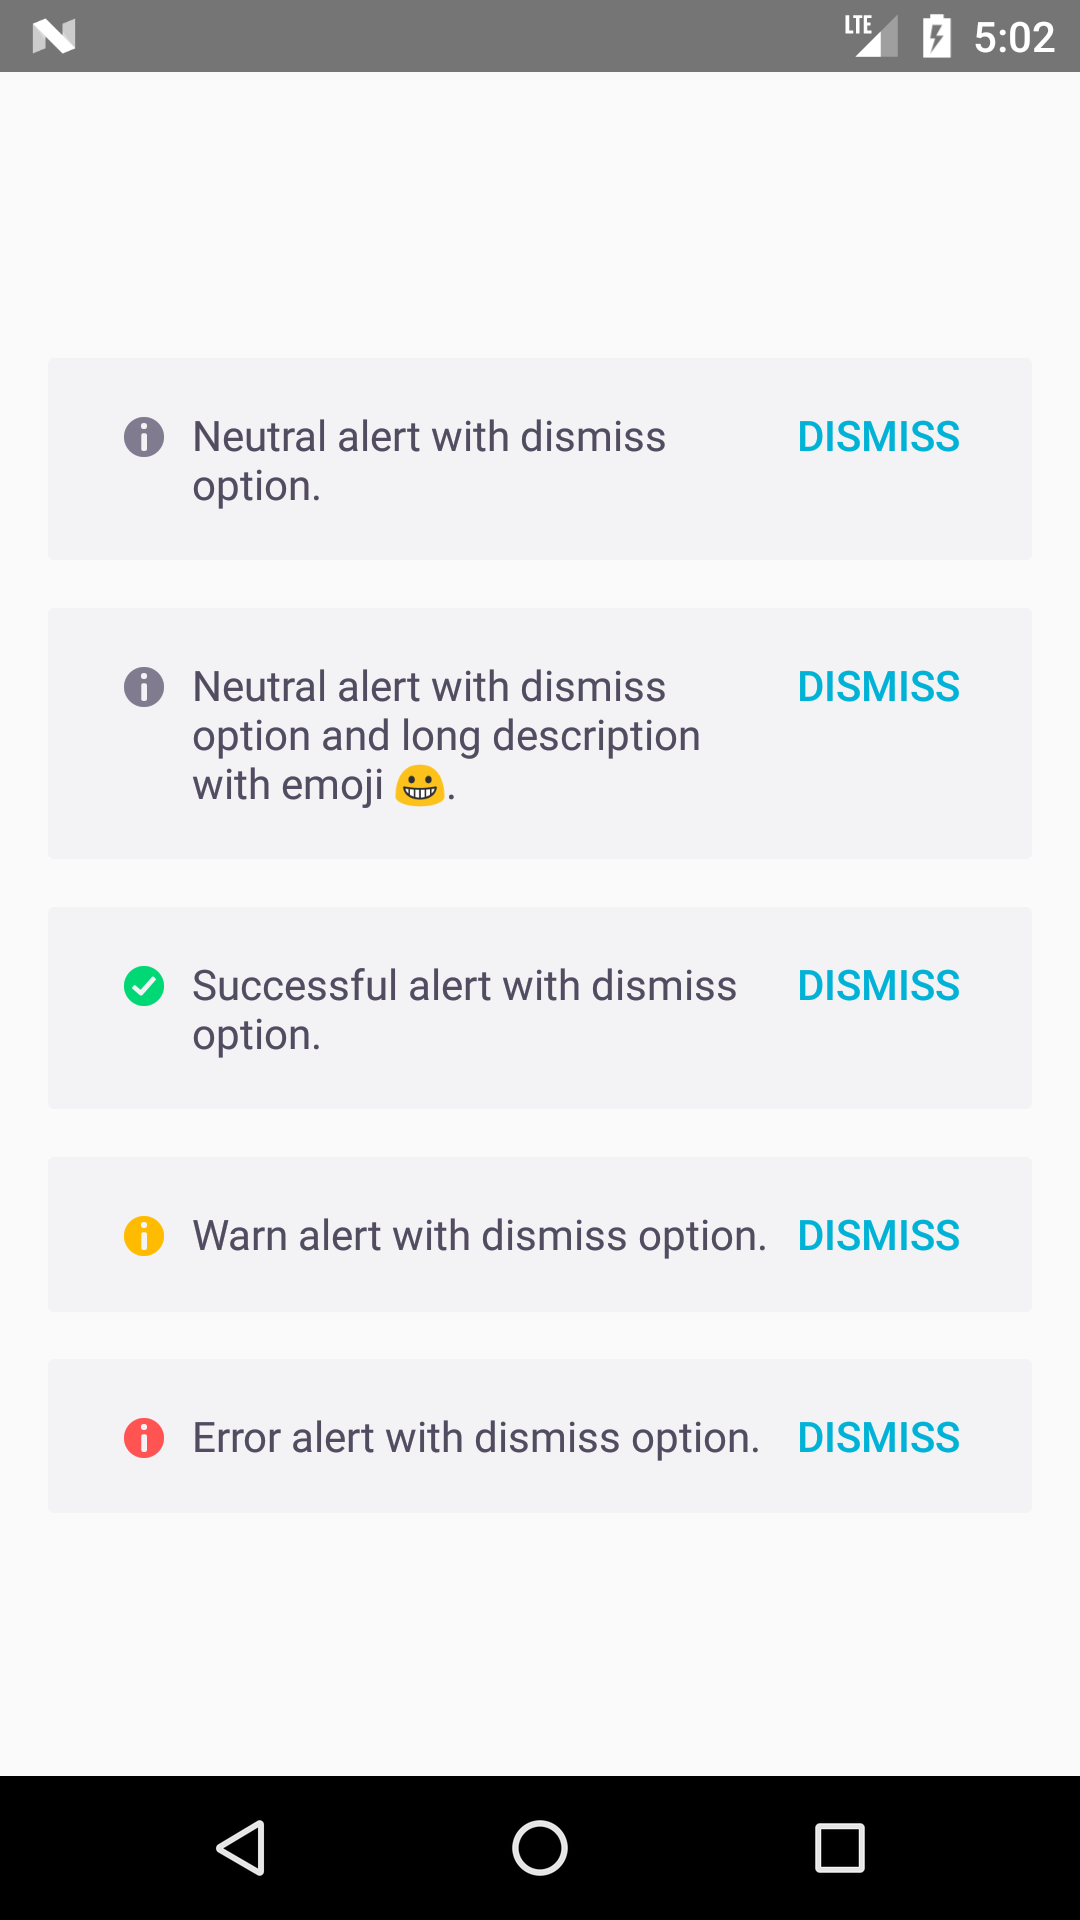 LTE 5:02
Neutral alert with dismiss DISMISS
option.
Neutral alert with dismiss DISMISS
option and long description
with emoji 😀.
Successful alert with dismiss DISMISS
option.
Warn alert with dismiss option. DISMISS
Error alert with dismiss option. DISMISS